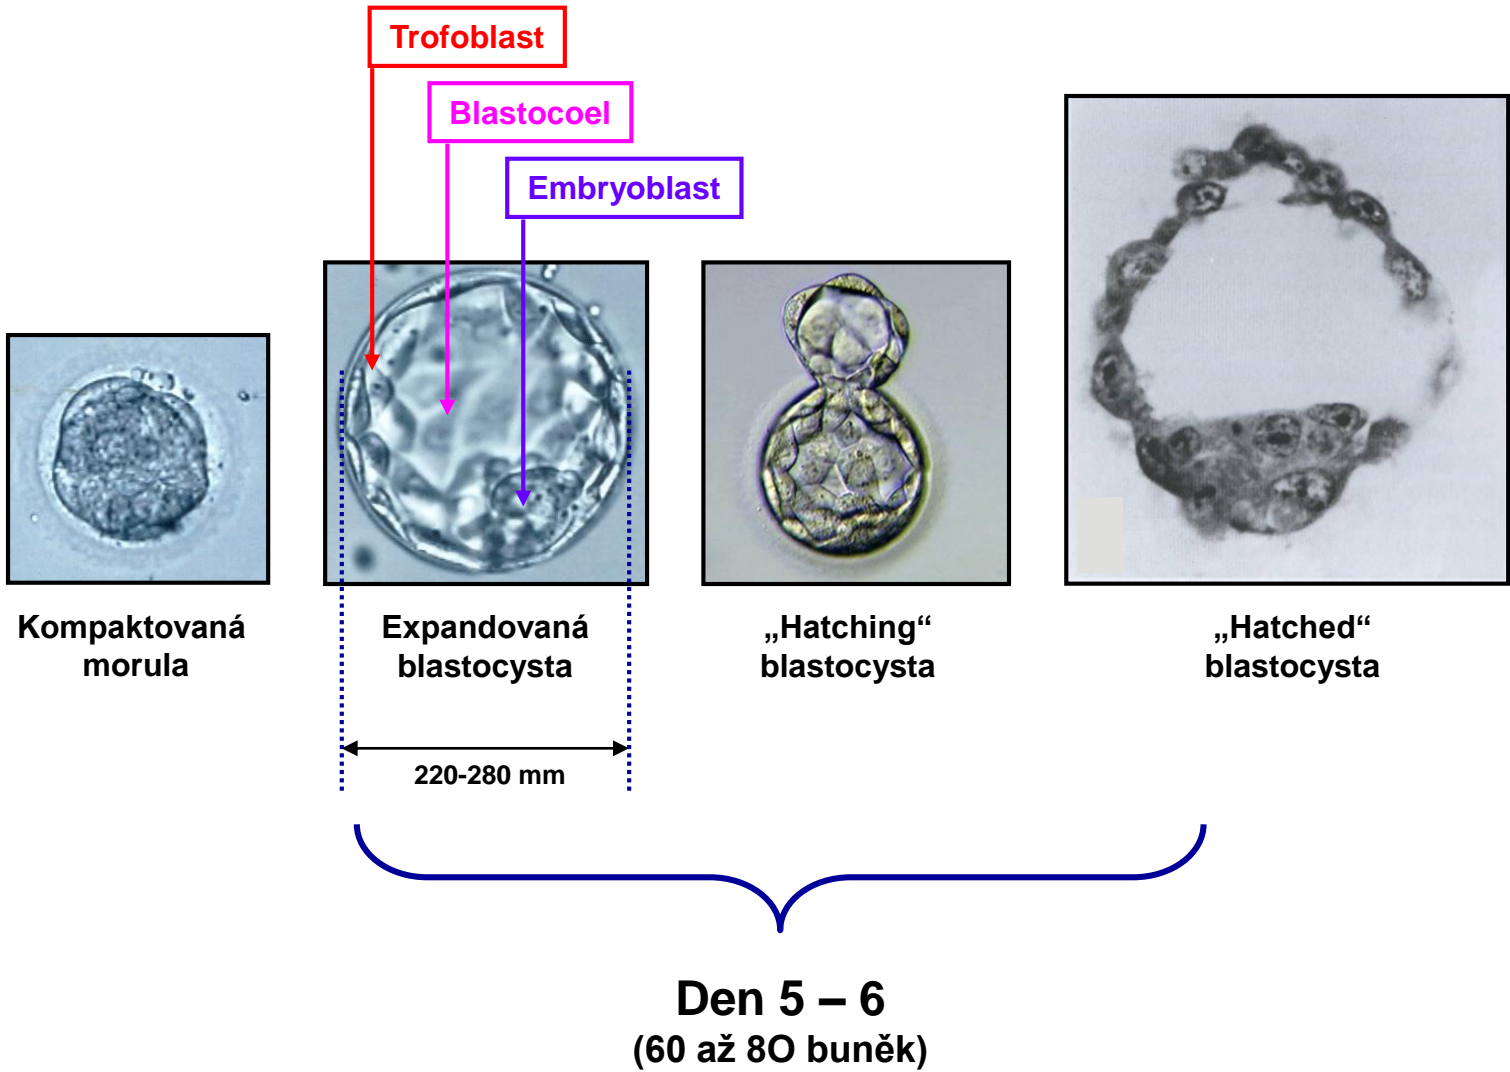 Trofoblast
Blastocoel
Embryoblast
Kompaktovaná
morula
Expandovaná
blastocysta
„Hatching“
blastocysta
„Hatched“
blastocysta
220-280 mm
Den 5 – 6
(60 až 8O buněk)